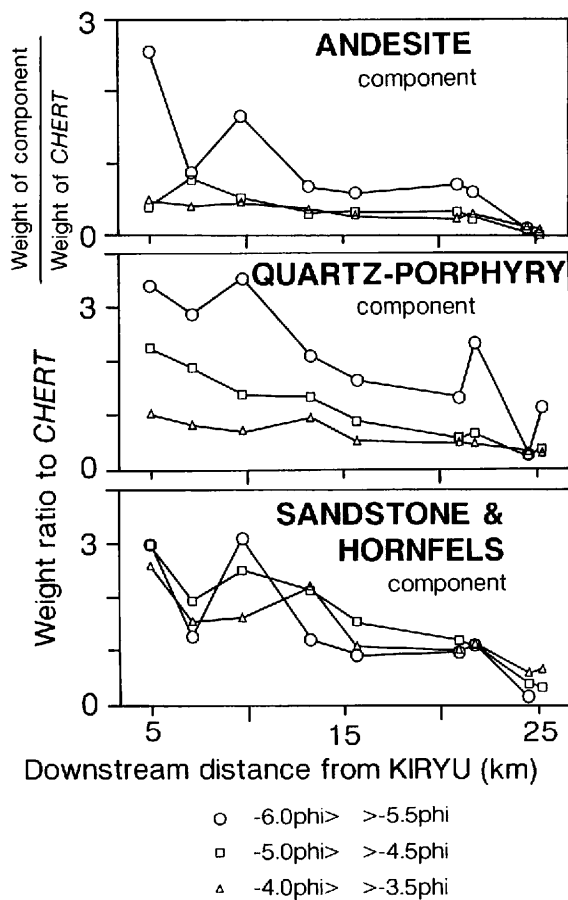 3
ANDESITE
component
Weight of component
Weight of CHERT
0
QUARTZ-PORPHYRY
component
3
0
Weight ratio to CHERT
SANDSTONE &
HORNFELS
component
3
0
5 15 25
Downstream distance from KIRYU (km)
-6.0phi> >-5.5phi
-5.0phi> >-4.5phi
-4.0phi> >-3.5phi